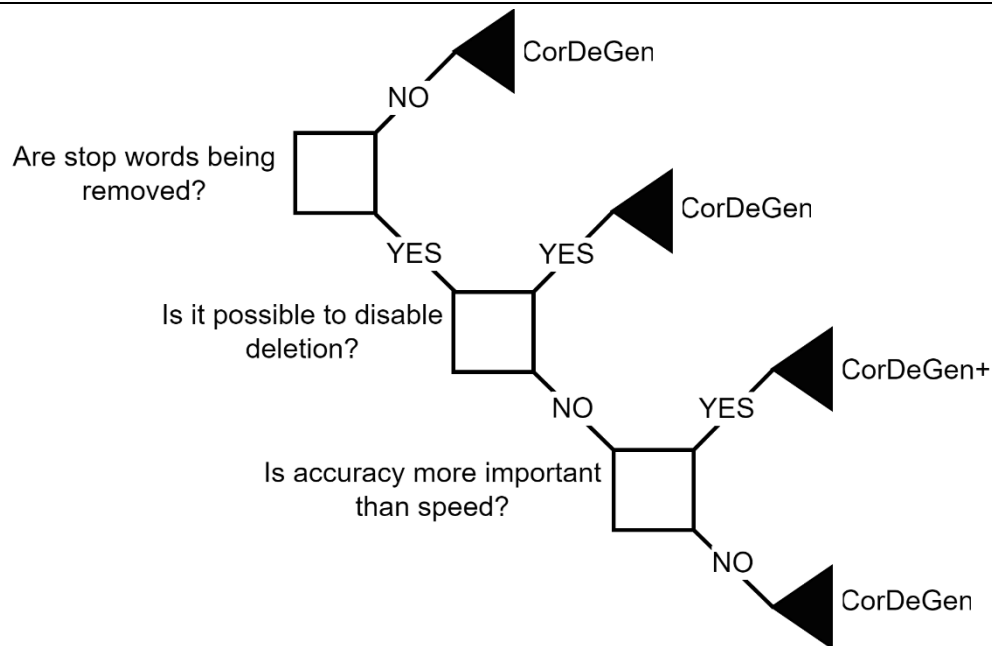 CorDeGen
NO
Are stop words being
removed?
CorDeGen
YES
YES
Is it possible to disable
deletion?
CorDeGen+
NO
YES
Is accuracy more important
than speed?
NO
CorDeGen